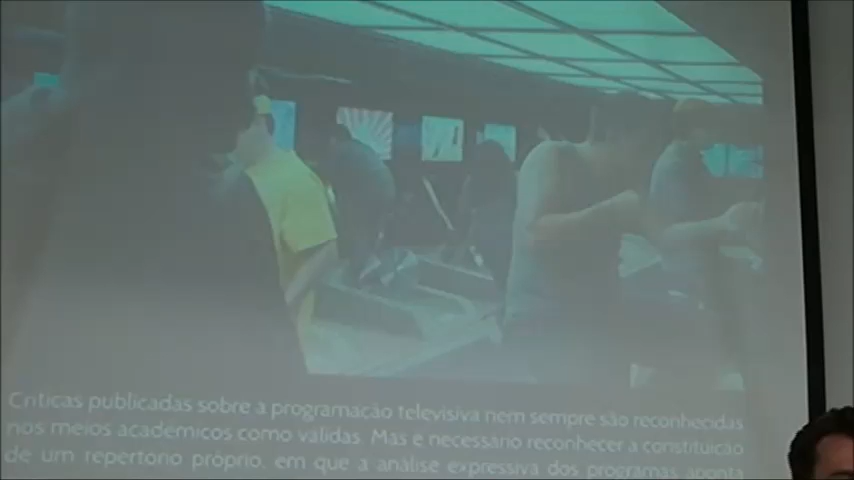 Críticas publicadas sobre a programação televisiva nem sempre são reconhecidas
nos meios acadêmicos como válidas. Mas é necessário reconhecer a constituição
de um repertório próprio, em que a análise expressiva dos programas aponta